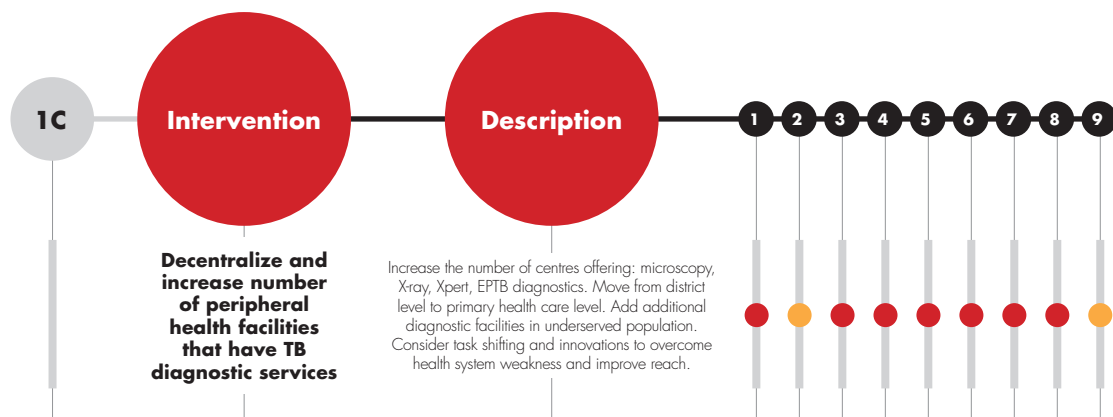 1C
Intervention
Description
1 2 3 4 5 6 7 8 9
Decentralize and
increase number
of peripheral
health facilities
that have TB
diagnostic services
Increase the number of centres offering: microscopy,
X-ray, Xpert, EPTB diagnostics. Move from district
level to primary health care level. Add additional
diagnostic facilities in underserved population.
Consider task shifting and innovations to overcome
health system weakness and improve reach.